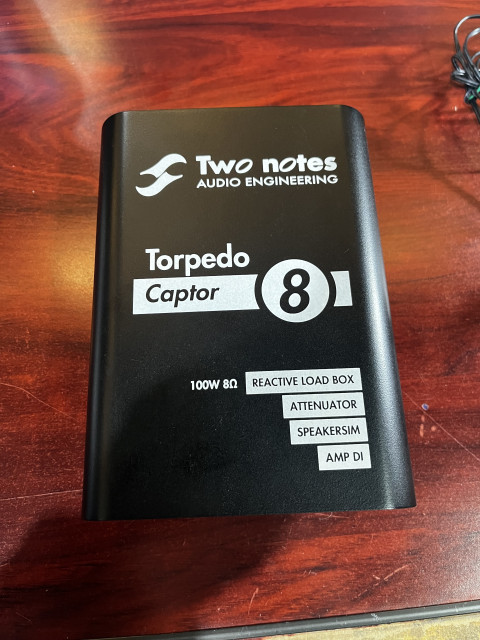 Two notes
AUDIO ENGINEERING
Torpedo
Captor 8
100W 8Ω REACTIVE LOAD BOX
ATTENUATOR
SPEAKERSIM
AMP DI